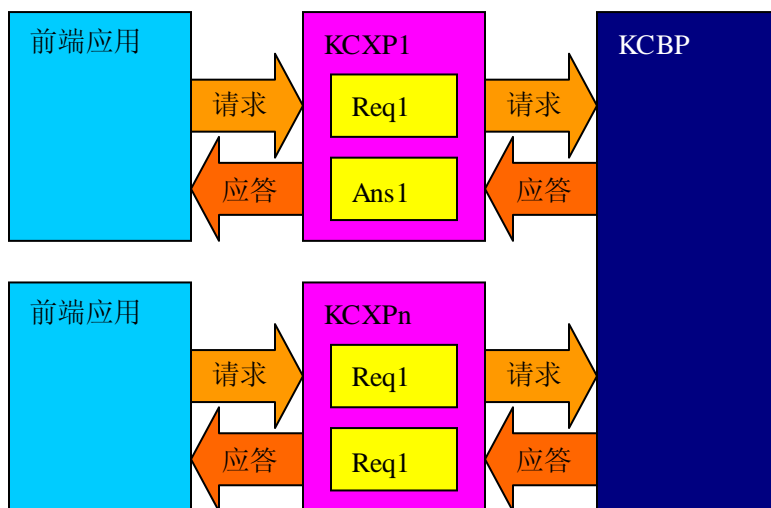 前端应用
KCXP1
KCBP
请求
Req1
请求
应答
Ans1
应答
前端应用
KCXPn
请求
Req1
请求
应答
Req1
应答